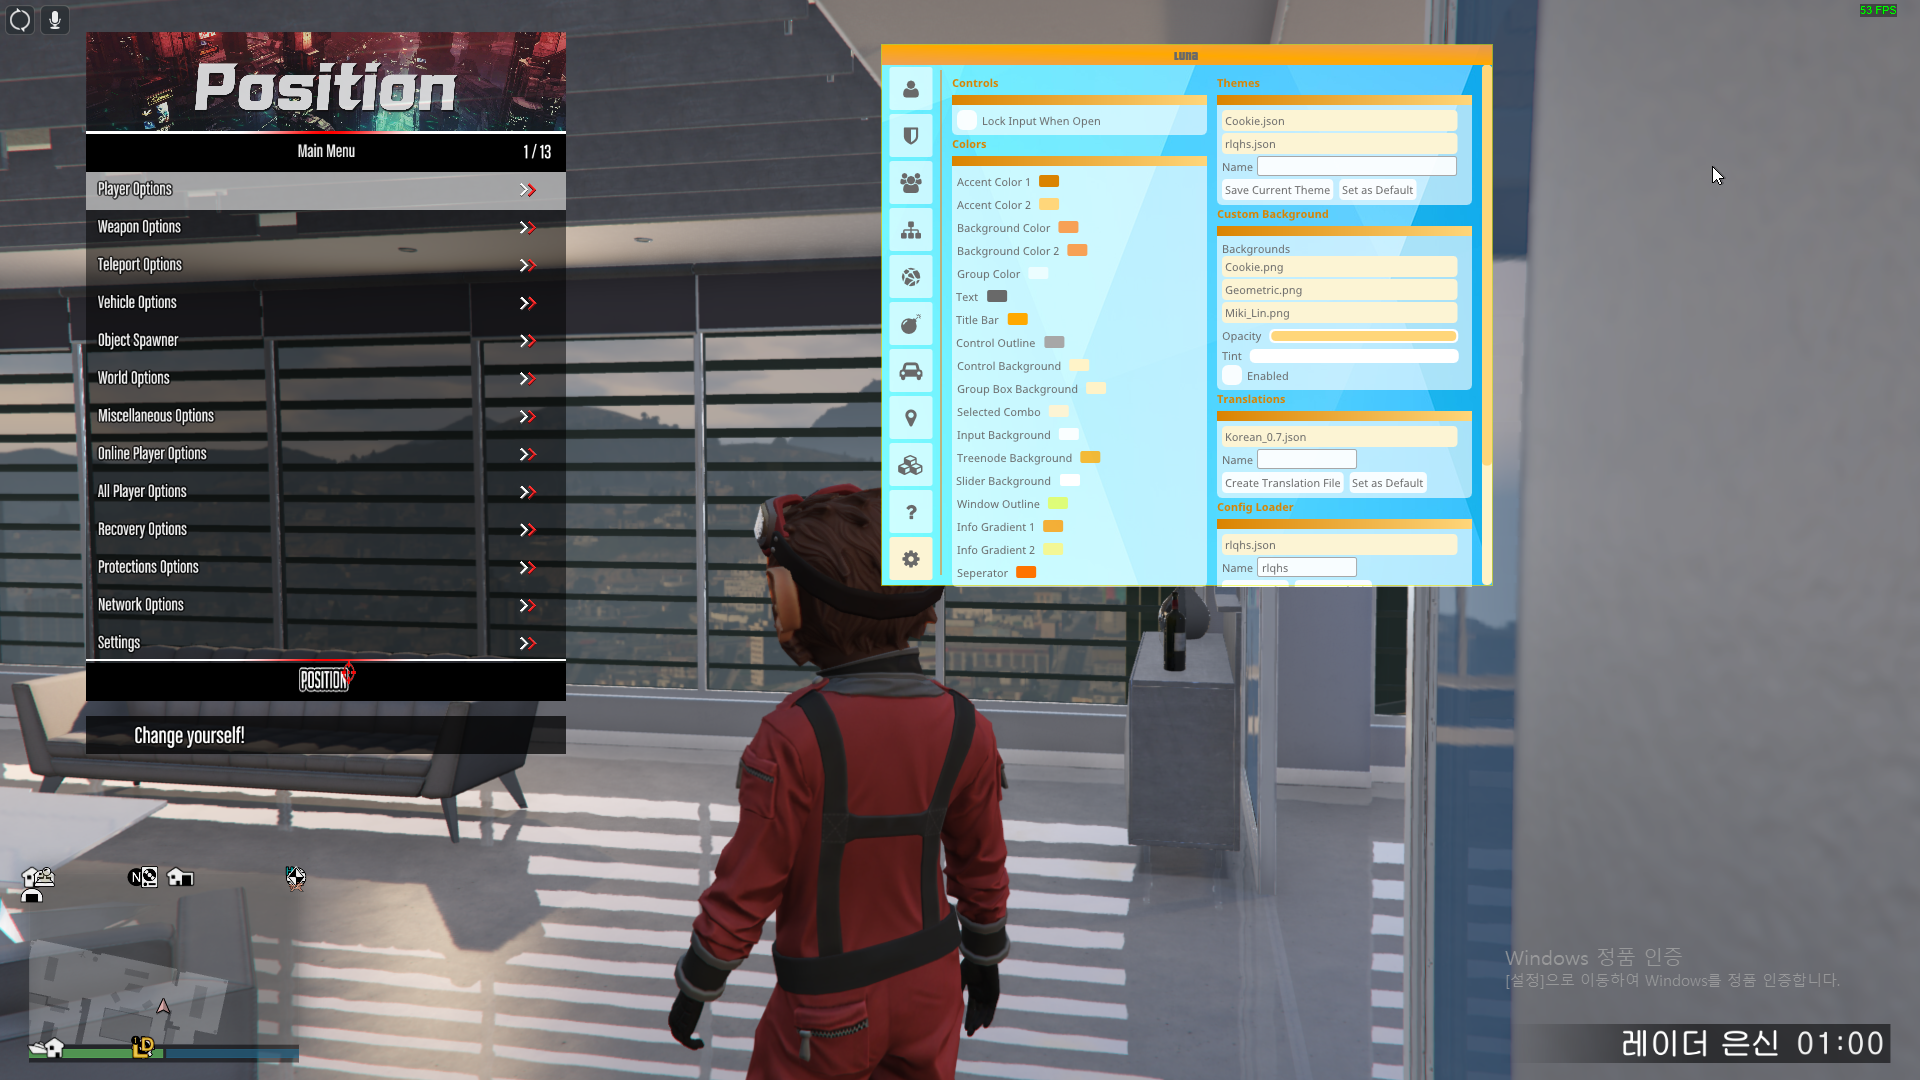 53 FPS
Position
Main Menu 1 / 13
Player Options
Weapon Options
Teleport Options
Vehicle Options
Object Spawner
World Options
Miscellaneous Options
Online Player Options
All Player Options
Recovery Options
Protections Options
Network Options
Settings
POSITION
Change yourself!
Luna
Controls
Lock Input When Open
Colors
Accent Color 1
Accent Color 2
Background Color
Background Color 2
Group Color
Text
Title Bar
Control Outline
Control Background
Group Box Background
Selected Combo
Input Background
Treenode Background
Slider Background
Window Outline
Info Gradient 1
Info Gradient 2
Seperator
Themes
Cookie.json
rlqhs.json
Name
Save Current Theme Set as Default
Custom Background
Backgrounds
Cookie.png
Geometric.png
Miki_Lin.png
Opacity
Tint
Enabled
Translations
Korean_0.7.json
Name
Create Translation File Set as Default
Config Loader
rlqhs.json
Name rlqhs
N
Windows 정품 인증
[설정]으로 이동하여 Windows를 정품 인증합니다.
레이더 은신 01:00